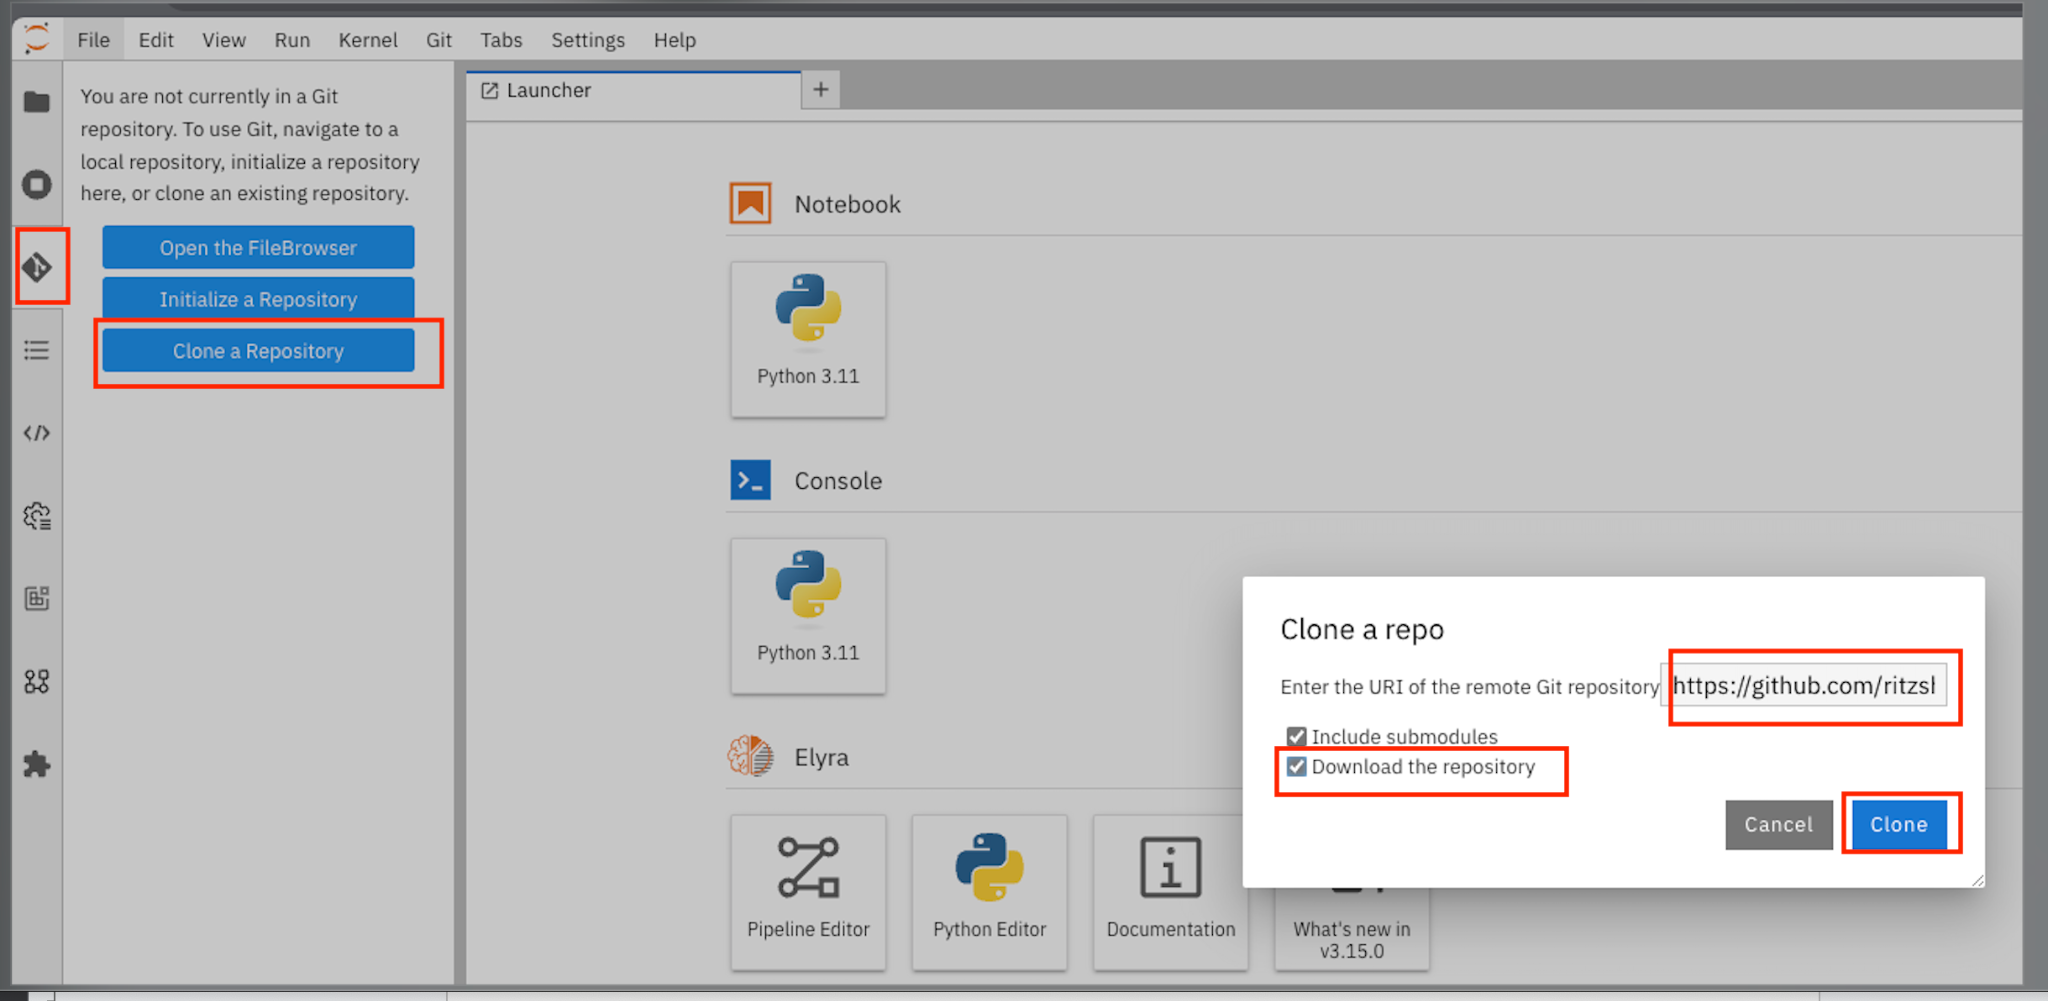 File Edit View Run Kernel Git Tabs Settings Help
You are not currently in a Git
repository. To use Git, navigate to a
local repository, initialize a repository
here, or clone an existing repository.
Open the FileBrowser
Initialize a Repository
Clone a Repository
Launcher
Notebook
Python 3.11
Console
Python 3.11
Elyra
Pipeline Editor
Python Editor
Documentation
What's new in
v3.15.0
Clone a repo
Enter the URI of the remote Git repository
https://github.com/ritzsl
Include submodules
Download the repository
Cancel
Clone